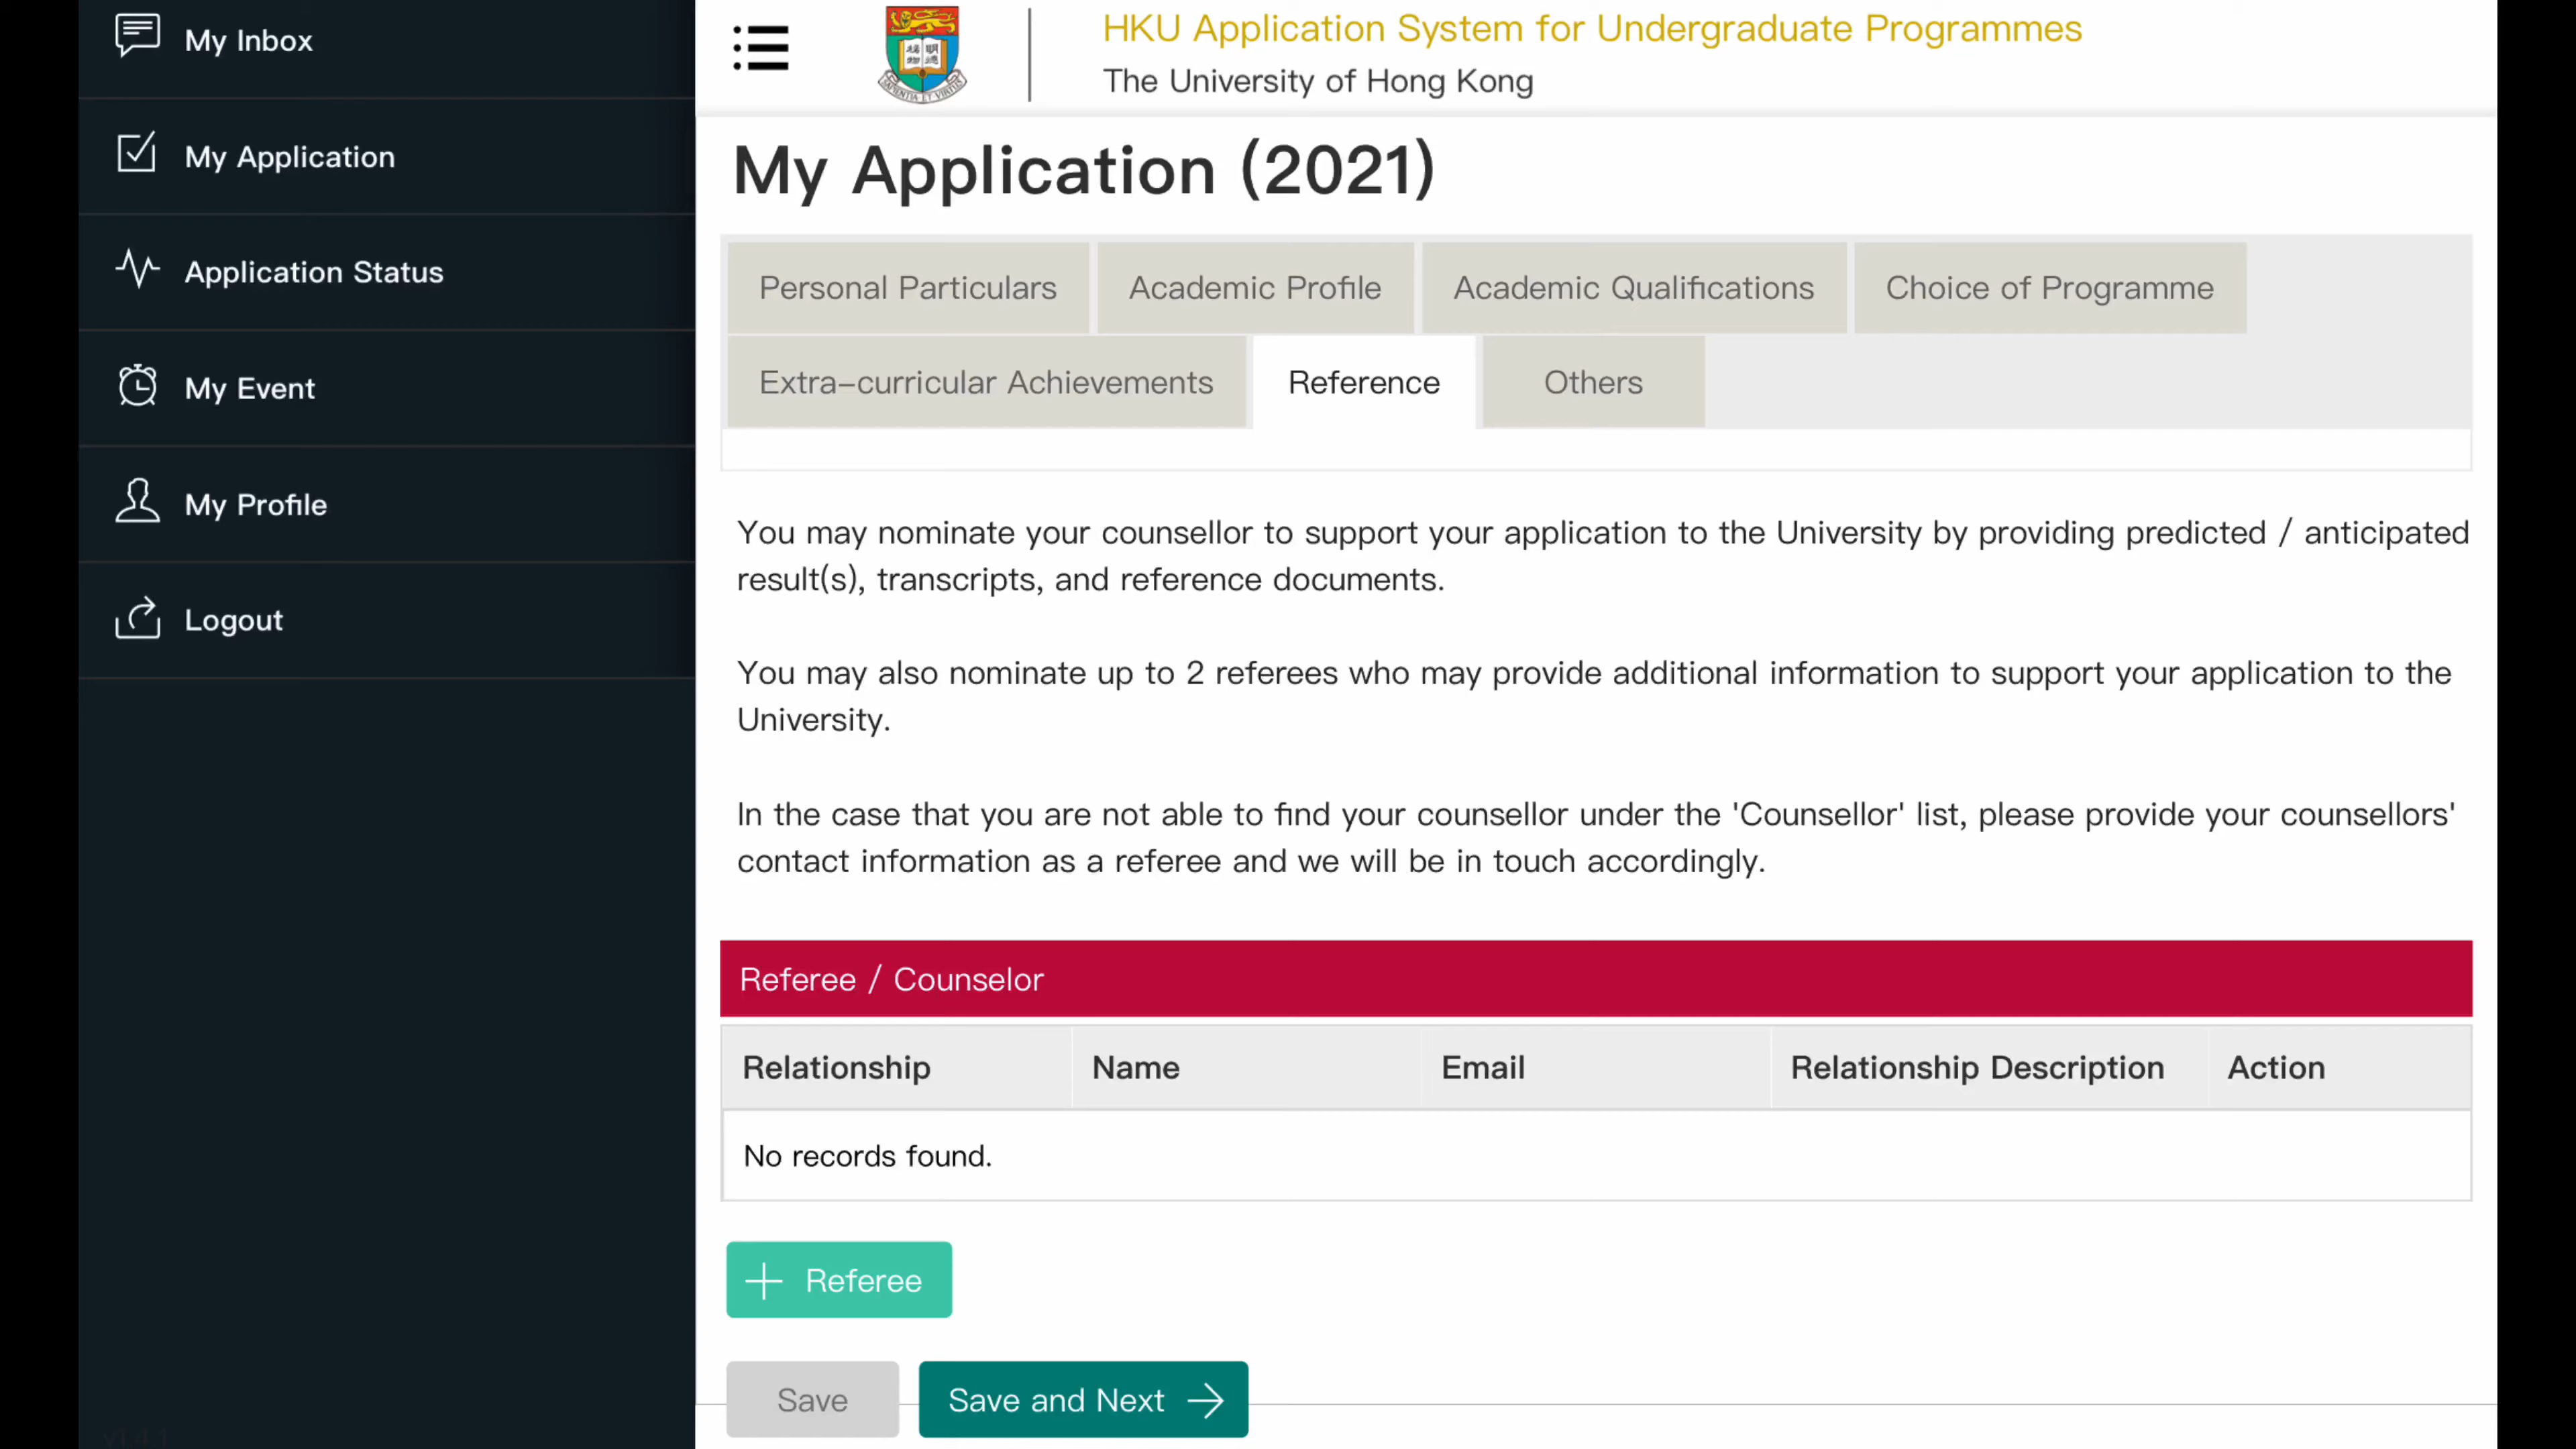 My Inbox
My Application
Application Status
My Event
My Profile
Logout
HKU Application System for Undergraduate Programmes
The University of Hong Kong
My Application (2021)
Personal Particulars
Academic Profile
Academic Qualifications
Choice of Programme
Extra-curricular Achievements
Reference
Others
You may nominate your counsellor to support your application to the University by providing predicted / anticipated
result(s), transcripts, and reference documents.
You may also nominate up to 2 referees who may provide additional information to support your application to the
University.
In the case that you are not able to find your counsellor under the 'Counsellor' list, please provide your counsellors'
contact information as a referee and we will be in touch accordingly.
Referee / Counselor
Relationship
Name
Email
Relationship Description
Action
No records found.
Referee
Save
Save and Next